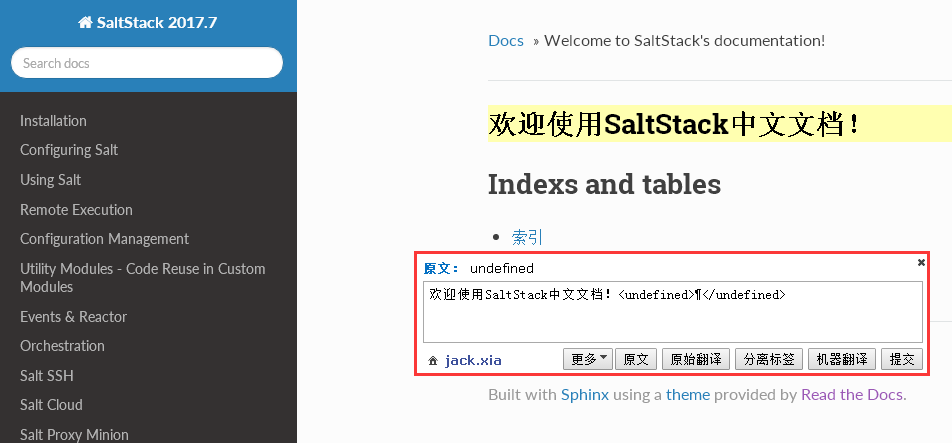 SaltStack 2017.7
Search docs
Installation
Configuring Salt
Using Salt
Remote Execution
Configuration Management
Utility Modules - Code Reuse in Custom
Modules
Events & Reactor
Orchestration
Salt SSH
Salt Cloud
Salt Proxy Minion
Docs » Welcome to SaltStack's documentation!
欢迎使用SaltStack中文文档！
Indexs and tables
索引
原文： undefined
欢迎使用SaltStack中文文档！<undefined>¶</undefined>
jack.xia 更多 原文 原始翻译 分离标签 机器翻译 提交
Built with Sphinx using a theme provided by Read the Docs.